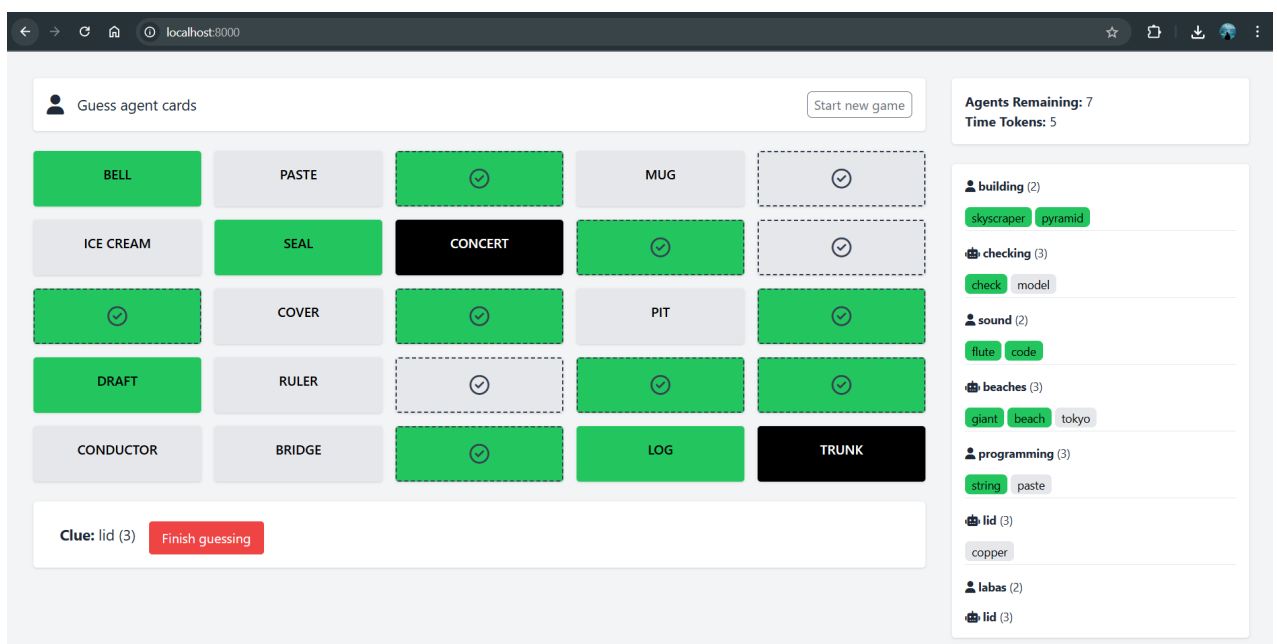 localhost:8000
Guess agent cards
Start new game
Agents Remaining: 7
Time Tokens: 5
BELL
PASTE
MUG
ICE CREAM
SEAL
CONCERT
COVER
PIT
DRAFT
RULER
CONDUCTOR
BRIDGE
LOG
TRUNK
Clue: lid (3)
Finish guessing
building (2)
skyscraper pyramid
checking (3)
check model
sound (2)
flute code
beaches (3)
giant beach tokyo
programming (3)
string paste
lid (3)
copper
labas (2)
lid (3)